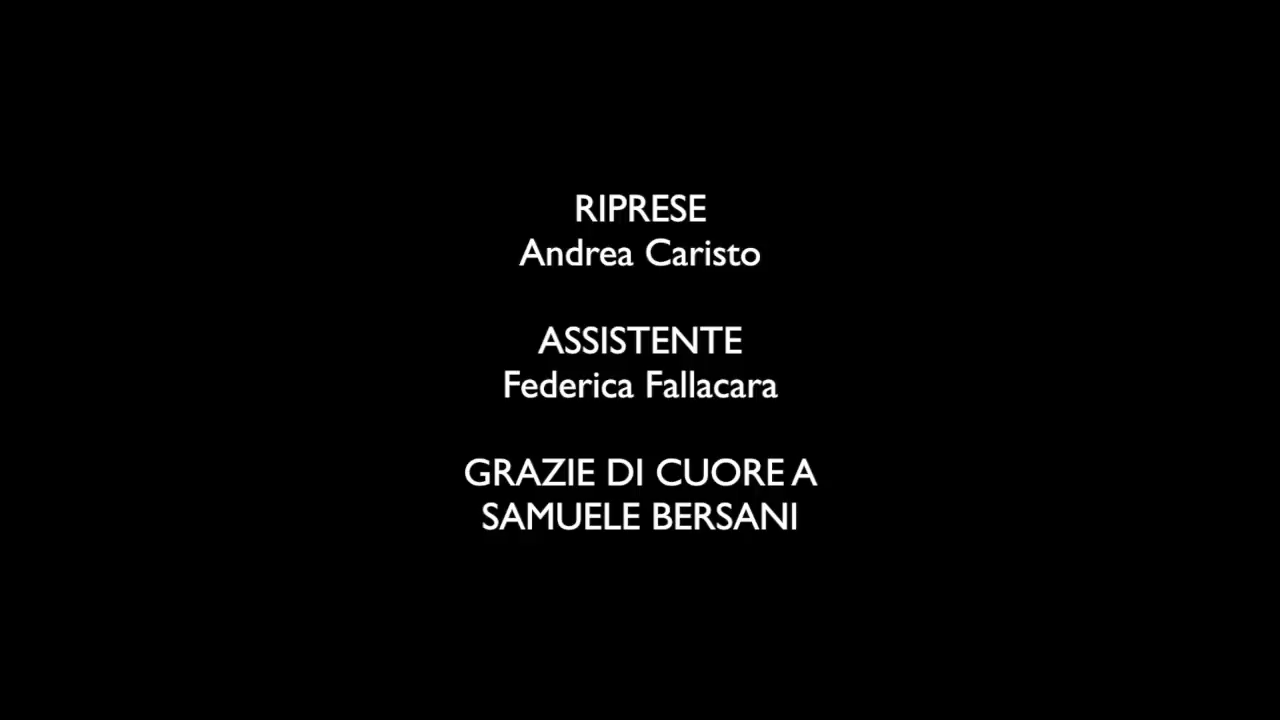 RIPRESE
Andrea Caristo
ASSISTENTE
Federica Fallacara
GRAZIE DI CUORE A
SAMUELE BERSANI